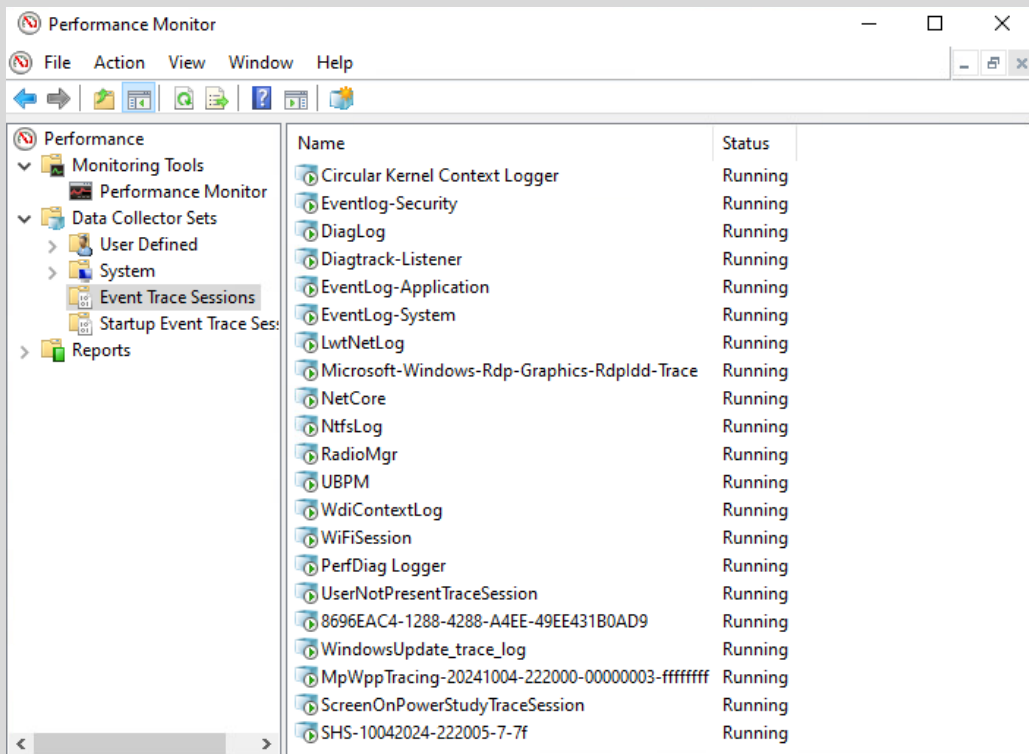 Performance Monitor
File Action View Window Help
Performance
Monitoring Tools
Performance Monitor
Data Collector Sets
User Defined
System
Event Trace Sessions
Startup Event Trace Ses
Reports
Name Status
Circular Kernel Context Logger Running
Eventlog-Security Running
DiagLog Running
Diagtrack-Listener Running
EventLog-Application Running
EventLog-System Running
LwtNetLog Running
Microsoft-Windows-Rdp-Graphics-RdpIdd-Trace Running
NetCore Running
NtfsLog Running
RadioMgr Running
UBPM Running
WdiContextLog Running
WiFiSession Running
PerfDiag Logger Running
UserNotPresentTraceSession Running
8696EAC4-1288-4288-A4EE-49EE431B0AD9 Running
WindowsUpdate_trace_log Running
MpWppTracing-20241004-222000-00000003-ffffffff Running
ScreenOnPowerStudyTraceSession Running
SHS-10042024-222005-7-7f Running